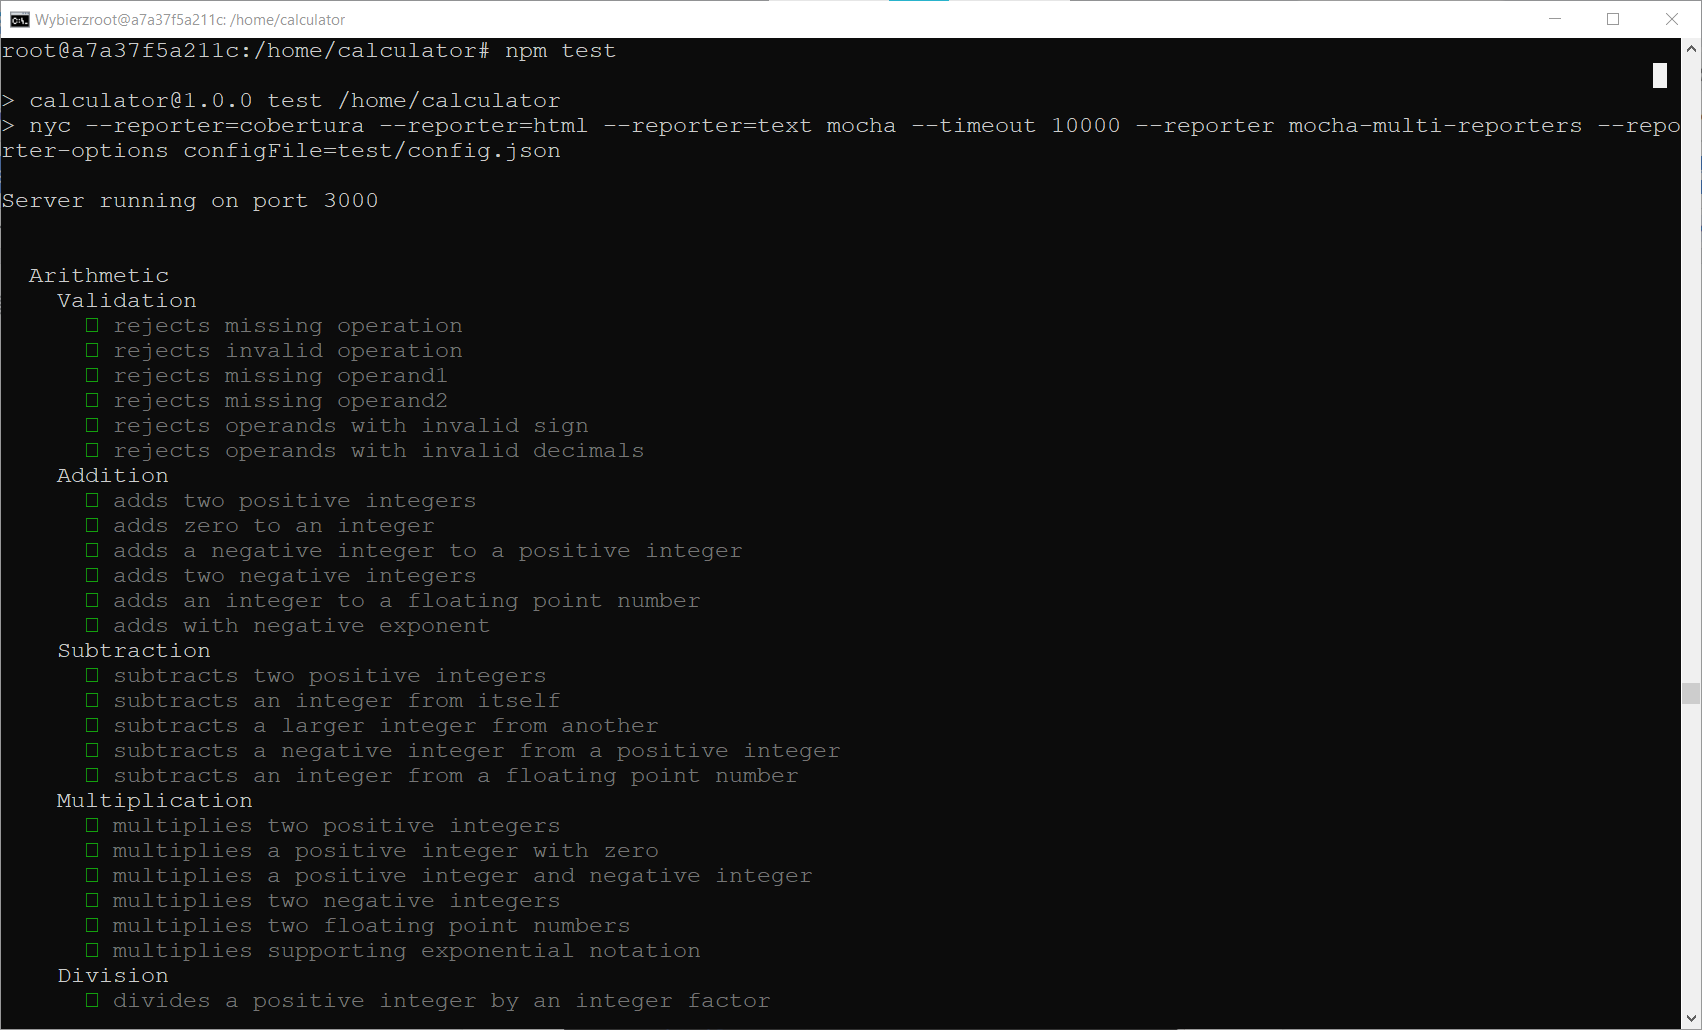 Wybierzroot@a7a37f5a211c: /home/calculator
root@a7a37f5a211c:/home/calculator# npm test
> calculator@1.0.0 test /home/calculator
> nyc --reporter=cobertura --reporter=html --reporter=text mocha --timeout 10000 --reporter mocha-multi-reporters --repo
rter-options configFile=test/config.json
Server running on port 3000
Arithmetic
Validation
rejects missing operation
rejects invalid operation
rejects missing operand1
rejects missing operand2
rejects operands with invalid sign
rejects operands with invalid decimals
Addition
adds two positive integers
adds zero to an integer
adds a negative integer to a positive integer
adds two negative integers
adds an integer to a floating point number
adds with negative exponent
Subtraction
subtracts two positive integers
subtracts an integer from itself
subtracts a larger integer from another
subtracts a negative integer from a positive integer
subtracts an integer from a floating point number
Multiplication
multiplies two positive integers
multiplies a positive integer with zero
multiplies a positive integer and negative integer
multiplies two negative integers
multiplies two floating point numbers
multiplies supporting exponential notation
Division
divides a positive integer by an integer factor